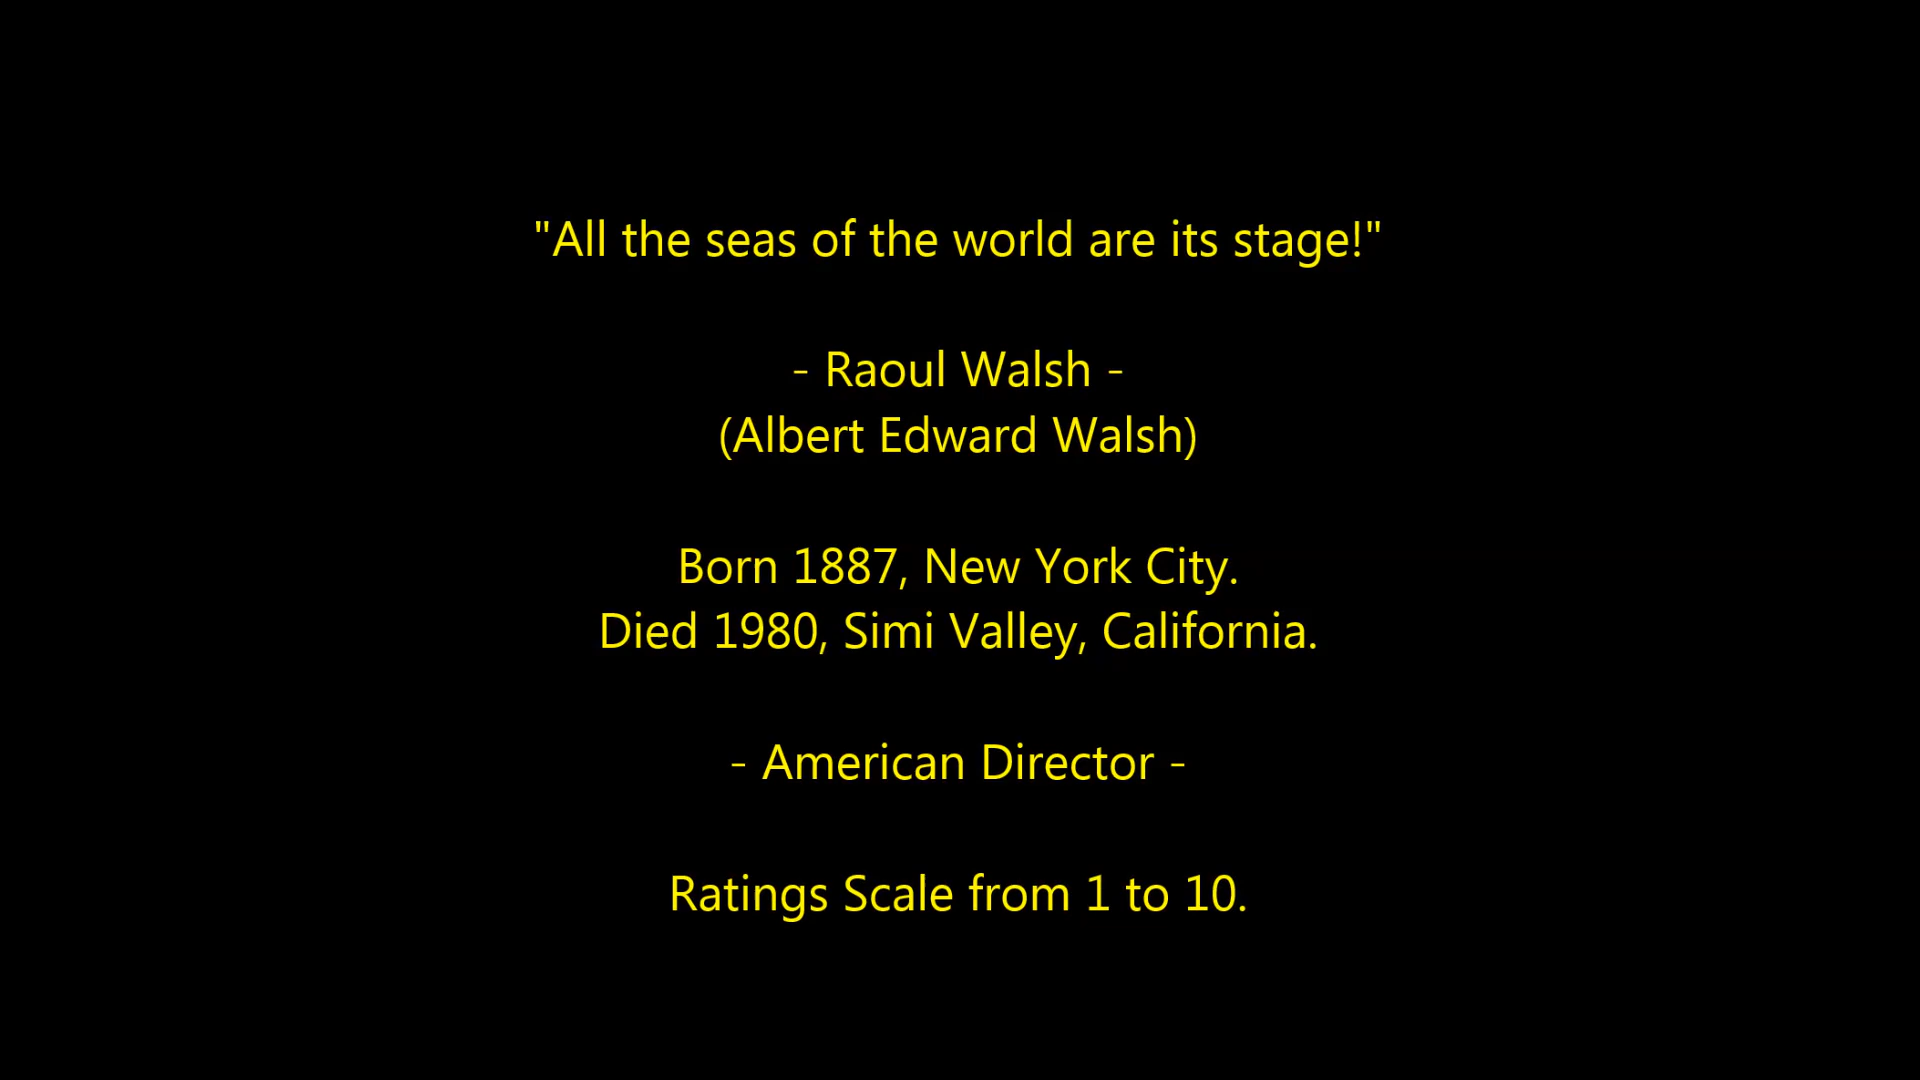 "All the seas of the world are its stage!"
- Raoul Walsh -
(Albert Edward Walsh)
Born 1887, New York City.
Died 1980, Simi Valley, California.
- American Director -
Ratings Scale from 1 to 10.